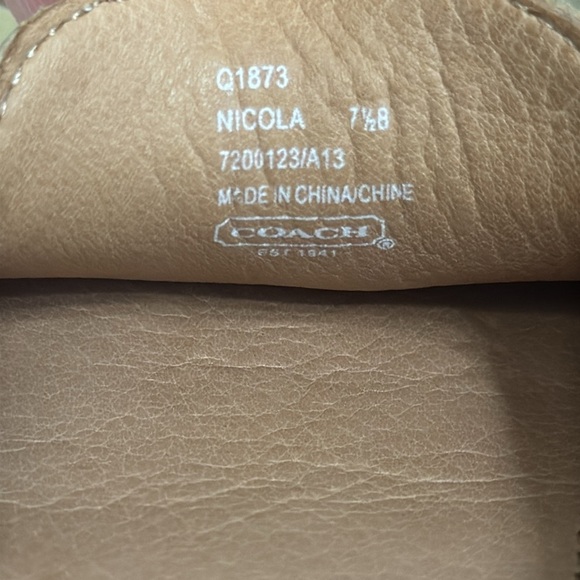 Q1873
NICOLA 7½B
7200123/A13
MADE IN CHINA/CHINE
COACH®
EST 1941